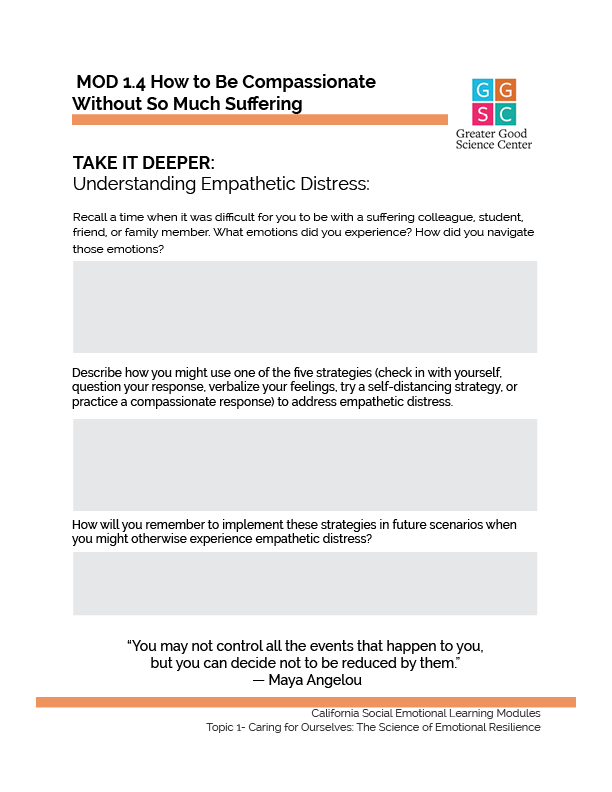 MOD 1.4 How to Be Compassionate
Without So Much Suffering
G G
S C
Greater Good
Science Center
TAKE IT DEEPER:
Understanding Empathetic Distress:
Recall a time when it was difficult for you to be with a suffering colleague, student,
friend, or family member. What emotions did you experience? How did you navigate
those emotions?
Describe how you might use one of the five strategies (check in with yourself,
question your response, verbalize your feelings, try a self-distancing strategy, or
practice a compassionate response) to address empathetic distress.
How will you remember to implement these strategies in future scenarios when
you might otherwise experience empathetic distress?
“You may not control all the events that happen to you,
but you can decide not to be reduced by them.”
— Maya Angelou
California Social Emotional Learning Modules
Topic 1- Caring for Ourselves: The Science of Emotional Resilience